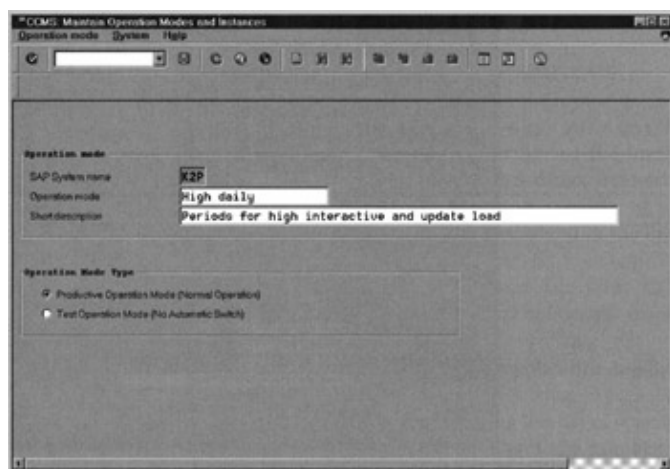 CCMS: Maintain Operation Modes and Instances
Operation mode System Help
Operation mode
SAP System name K2P
Operation mode High daily
Short description Periods for high interactive and update load
Operation Mode Type
Productive Operation Mode (Normal Operation)
Test Operation Mode (No Automatic Switch)